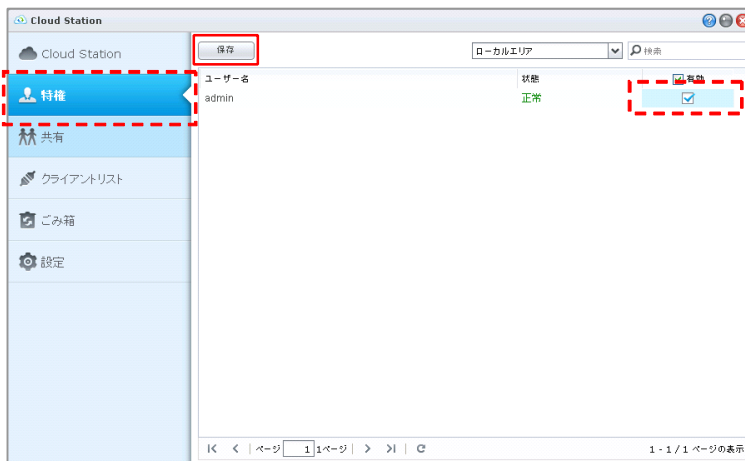 Cloud Station
Cloud Station
特権
共有
クライアントリスト
ごみ箱
設定
保存
ローカルエリア
検索
ユーザー名 状態 有効
admin 正常
ページ 1 1ページ
1 - 1 / 1 ページの表示